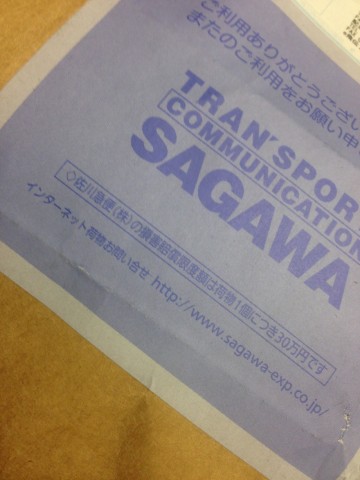 ご利用ありがとうござい
またのご利用をお願い申
TRAN'SPOR
COMMUNICATION
SAGAWA
◇佐川急便(株)の損害賠償限度額は荷物1個につき30万円です
インターネット荷物お問い合せ http://www.sagawa-exp.co.jp/